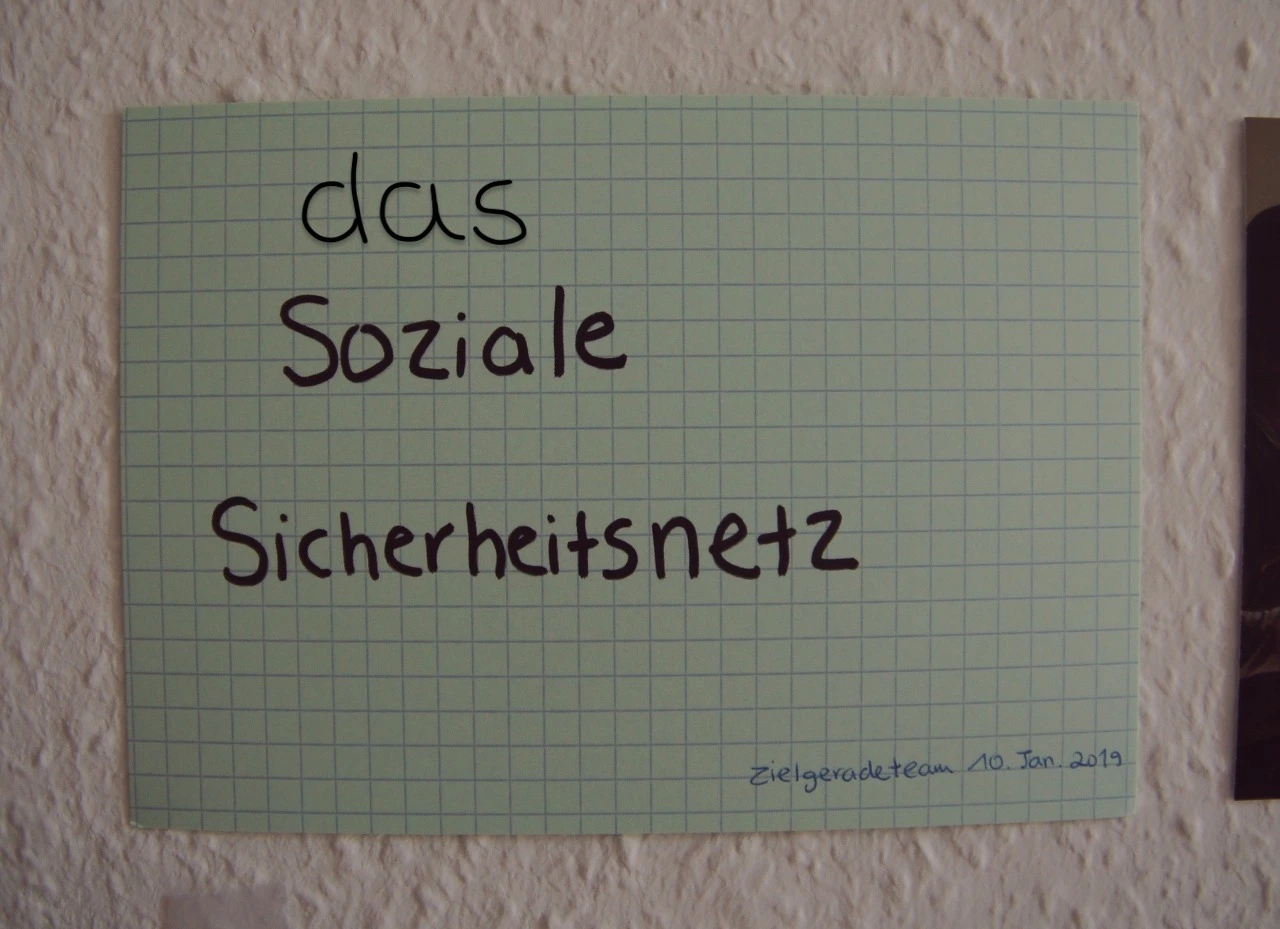 das
Soziale
Sicherheitsnetz
Zielgeradeteam 10. Jan. 2019